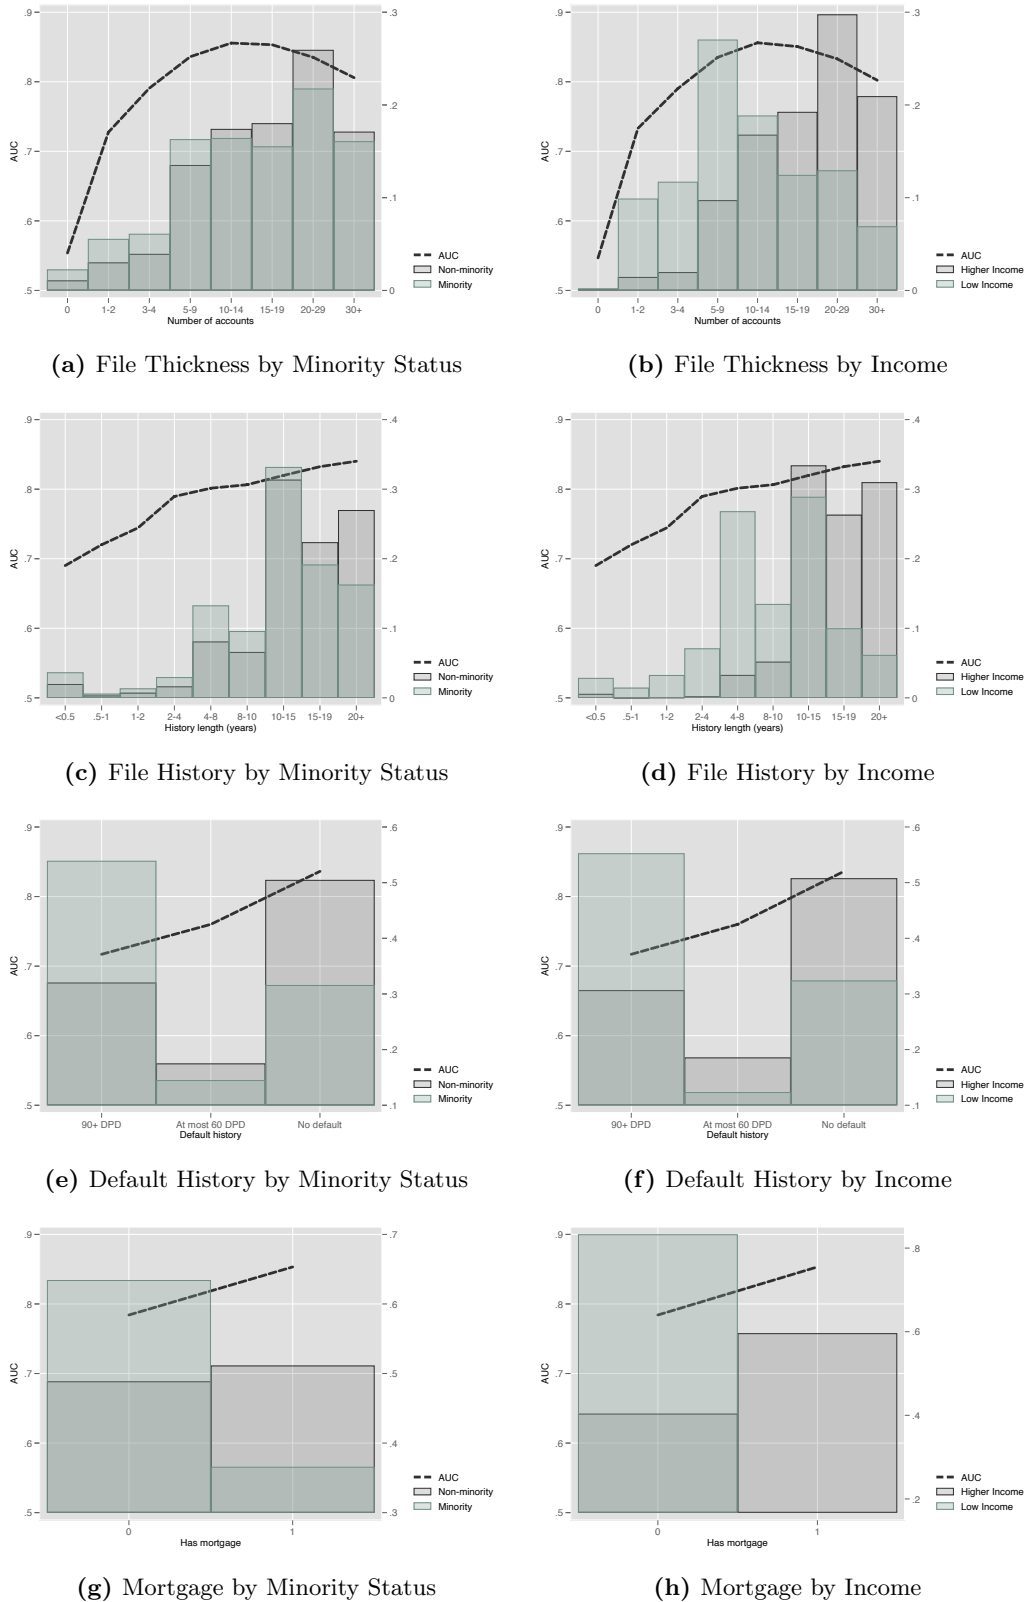 .9
.8
.7
.6
.5
AUC
.3
.2
.1
0
0 1-2 3-4 5-9 10-14 15-19 20-29 30+
Number of accounts
AUC
Non-minority
Minority
(a) File Thickness by Minority Status
.9
.8
.7
.6
.5
AUC
.3
.2
.1
0
0 1-2 3-4 5-9 10-14 15-19 20-29 30+
Number of accounts
AUC
Higher Income
Low Income
(b) File Thickness by Income
.9
.8
.7
.6
.5
AUC
.4
.3
.2
.1
0
<0.5 .5-1 1-2 2-4 4-8 8-10 10-15 15-19 20+
History length (years)
AUC
Non-minority
Minority
(c) File History by Minority Status
.9
.8
.7
.6
.5
AUC
.4
.3
.2
.1
0
<0.5 .5-1 1-2 2-4 4-8 8-10 10-15 15-19 20+
History length (years)
AUC
Higher Income
Low Income
(d) File History by Income
.9
.8
.7
.6
.5
AUC
.6
.5
.4
.3
.2
.1
90+ DPD At most 60 DPD No default
Default history
AUC
Non-minority
Minority
(e) Default History by Minority Status
.9
.8
.7
.6
.5
AUC
.6
.5
.4
.3
.2
.1
90+ DPD At most 60 DPD No default
Default history
AUC
Higher Income
Low Income
(f) Default History by Income
.9
.8
.7
.6
.5
AUC
.7
.6
.5
.4
.3
0 1
Has mortgage
AUC
Non-minority
Minority
(g) Mortgage by Minority Status
.9
.8
.7
.6
.5
AUC
.8
.6
.4
.2
0 1
Has mortgage
AUC
Higher Income
Low Income
(h) Mortgage by Income